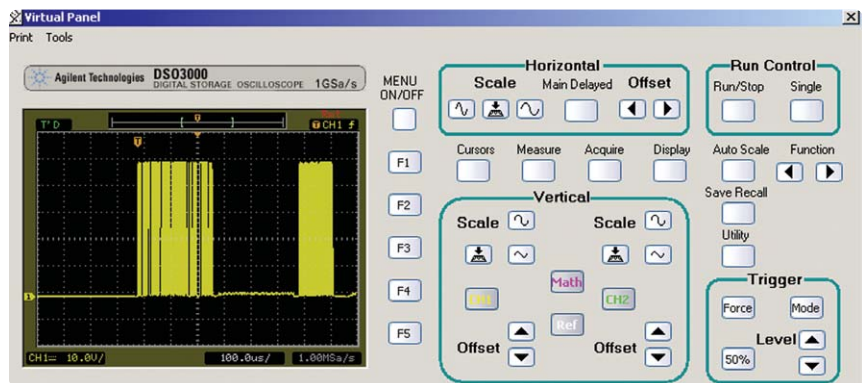 Virtual Panel
Print Tools
Agilent Technologies DSO3000
DIGITAL STORAGE OSCILLOSCOPE 1GSa/s
MENU
ON/OFF
T'D
CH1
CH1= 10.0V/ 100.0us/ 1.00MSa/s
F1
F2
F3
F4
F5
Horizontal
Scale Main Delayed Offset
Run Control
Run/Stop Single
Cursors Measure Acquire Display
Auto Scale Function
Save Recall
Utility
Vertical
Scale Scale
Math
CH1 CH2
Ref
Offset Offset
Trigger
Force Mode
Level
50%